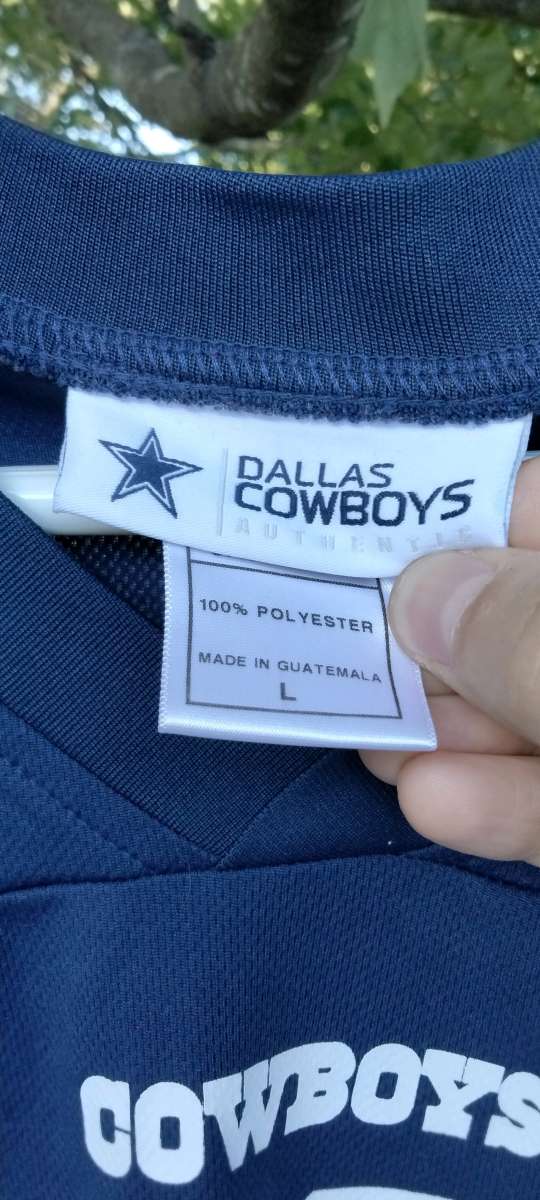 DALLAS
COWBOYS
AUTHENTIC
100% POLYESTER
MADE IN GUATEMALA
L
COWBOYS